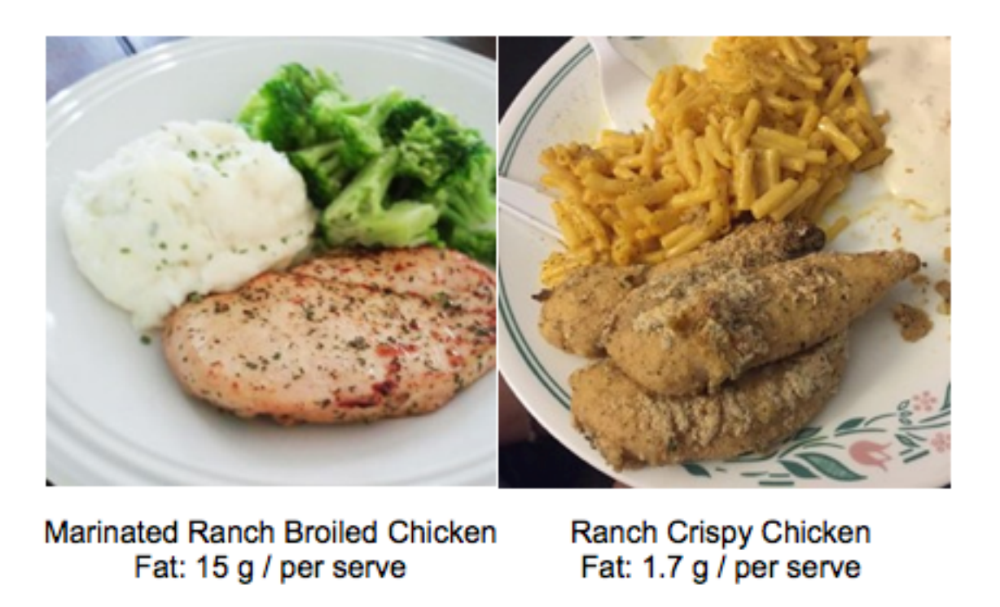 Marinated Ranch Broiled Chicken
Fat: 15 g / per serve
Ranch Crispy Chicken
Fat: 1.7 g / per serve